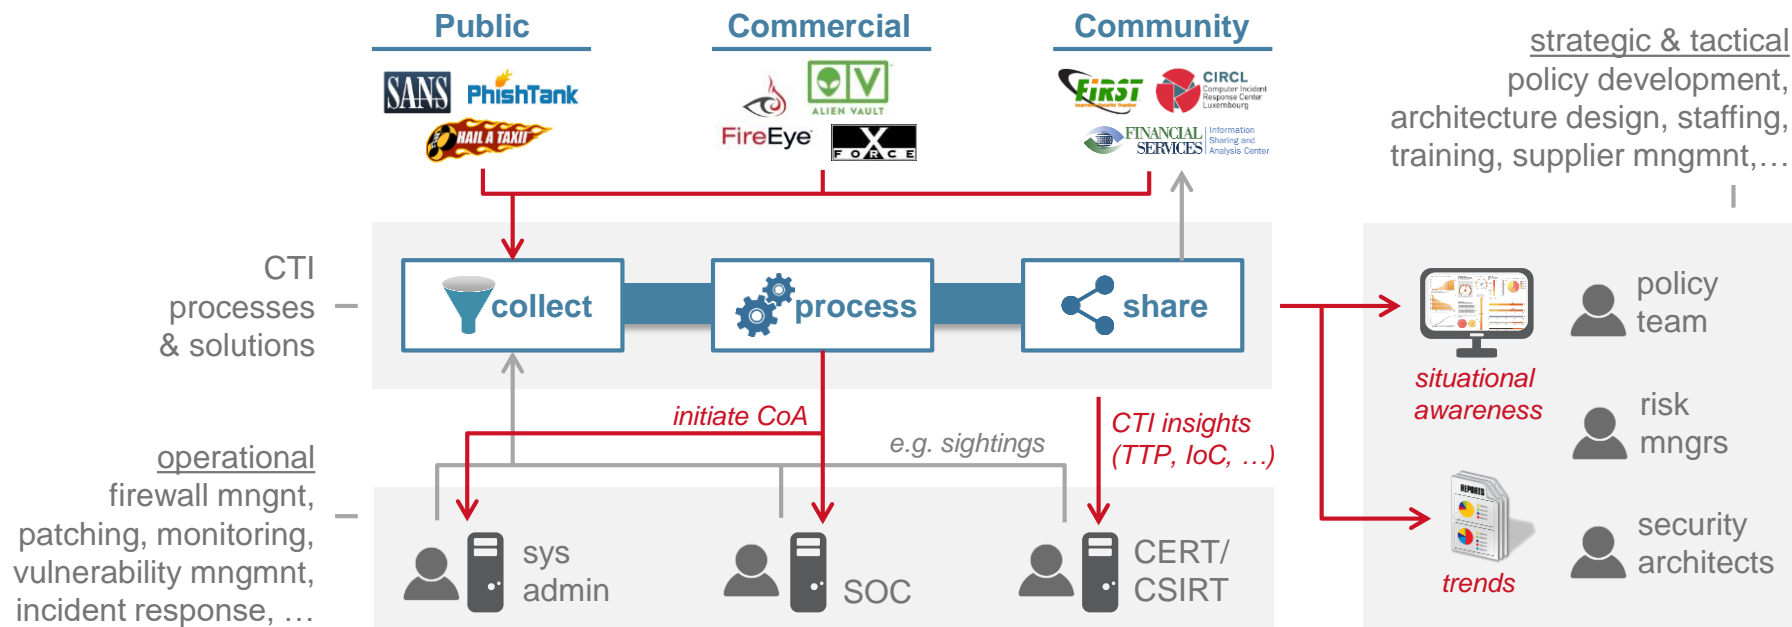 Public
Commercial
Community
SANS
PhishTank
HAIL A TAXII
FireEye
ALIEN VAULT
X
FORCE
FiRST
CIRCL
Computer Incident
Response Center
Luxembourg
FINANCIAL
SERVICES
Information
Sharing and
Analysis Center
strategic & tactical
policy development,
architecture design, staffing,
training, supplier mngmnt,…
CTI
processes
& solutions
collect
process
share
initiate CoA
e.g. sightings
CTI insights
(TTP, IoC, …)
situational
awareness
policy
team
risk
mngrs
REPORTS
trends
security
architects
operational
firewall mngnt,
patching, monitoring,
vulnerability mngmnt,
incident response, …
sys
admin
SOC
CERT/
CSIRT